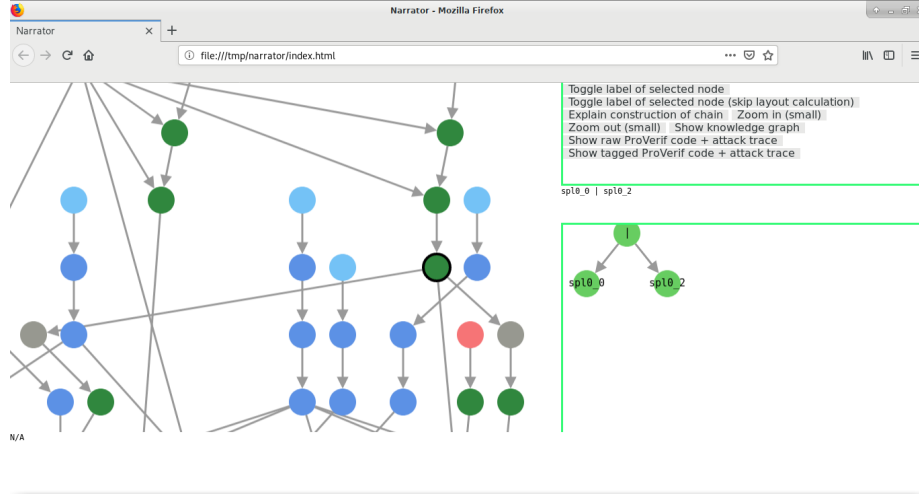 Narrator - Mozilla Firefox
Narrator × +
file:///tmp/narrator/index.html
Toggle label of selected node
Toggle label of selected node (skip layout calculation)
Explain construction of chain Zoom in (small)
Zoom out (small) Show knowledge graph
Show raw ProVerif code + attack trace
Show tagged ProVerif code + attack trace
spl0_0 | spl0_2
|
spl0_0 spl0_2
N/A